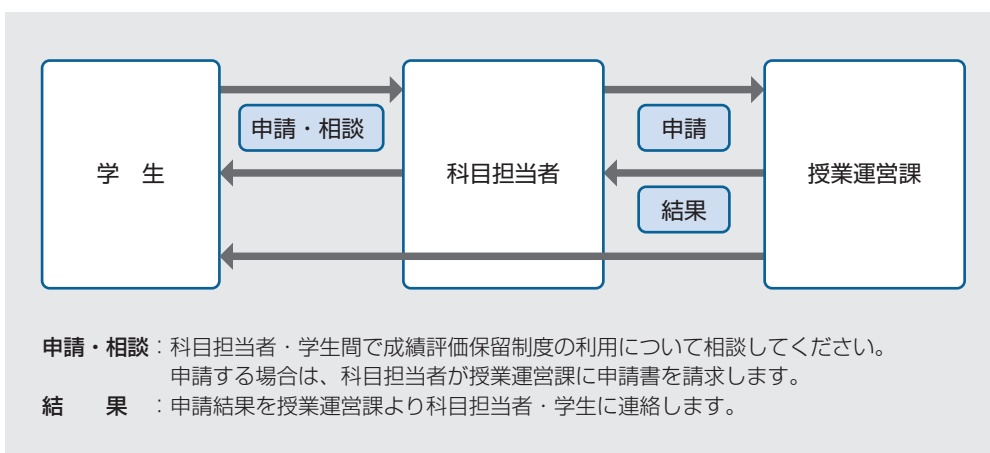 申請・相談
申請
学　生
科目担当者
授業運営課
結果
申請・相談：科目担当者・学生間で成績評価保留制度の利用について相談してください。
申請する場合は、科目担当者が授業運営課に申請書を請求します。
結　　果　：申請結果を授業運営課より科目担当者・学生に連絡します。